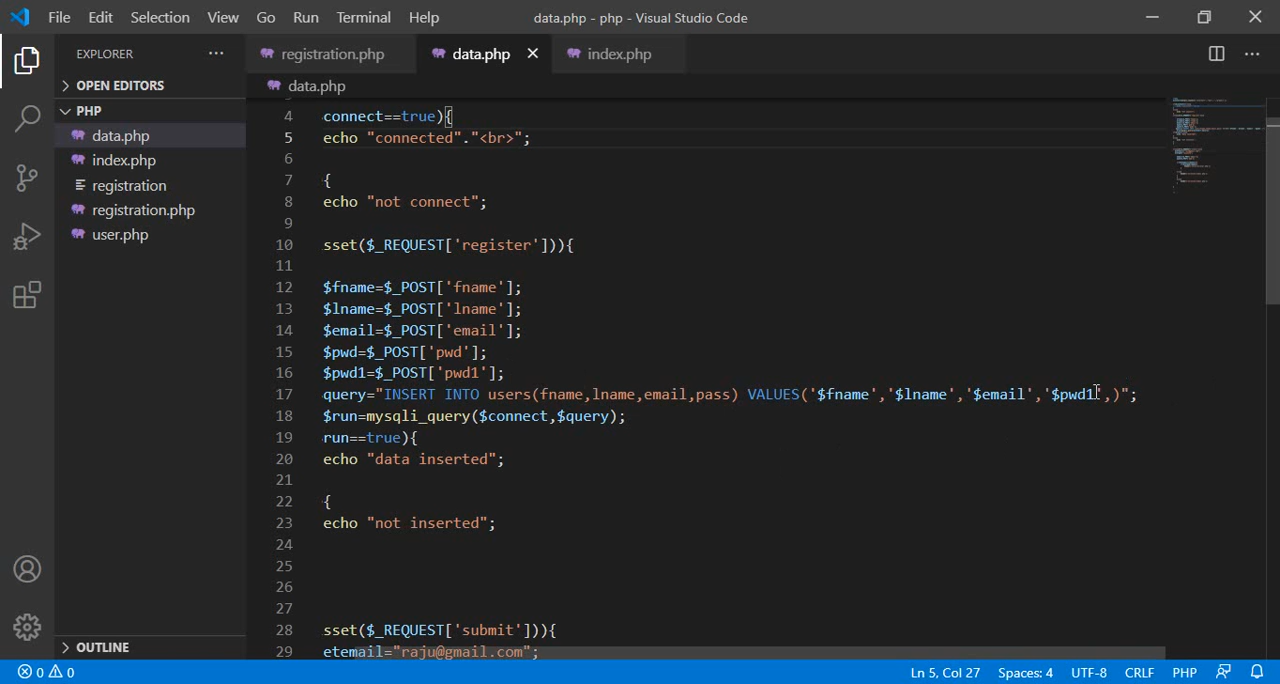 File Edit Selection View Go Run Terminal Help data.php - php - Visual Studio Code
EXPLORER
registration.php data.php index.php
OPEN EDITORS
data.php
PHP
data.php
index.php
registration
registration.php
user.php
4 connect==true){
5 echo "connected"."<br>";
6
7 {
8 echo "not connect";
9
10 sset($_REQUEST['register'])){
11
12 $fname=$_POST['fname'];
13 $lname=$_POST['lname'];
14 $email=$_POST['email'];
15 $pwd=$_POST['pwd'];
16 $pwd1=$_POST['pwd1'];
17 query="INSERT INTO users(fname,lname,email,pass) VALUES('$fname','$lname','$email','$pwd1',)";
18 $run=mysqli_query($connect,$query);
19 run==true){
20 echo "data inserted";
21
22 {
23 echo "not inserted";
24
25
26
27
28 sset($_REQUEST['submit'])){
29 etemail="raju@gmail.com";
OUTLINE
0 0 Ln 5, Col 27 Spaces: 4 UTF-8 CRLF PHP